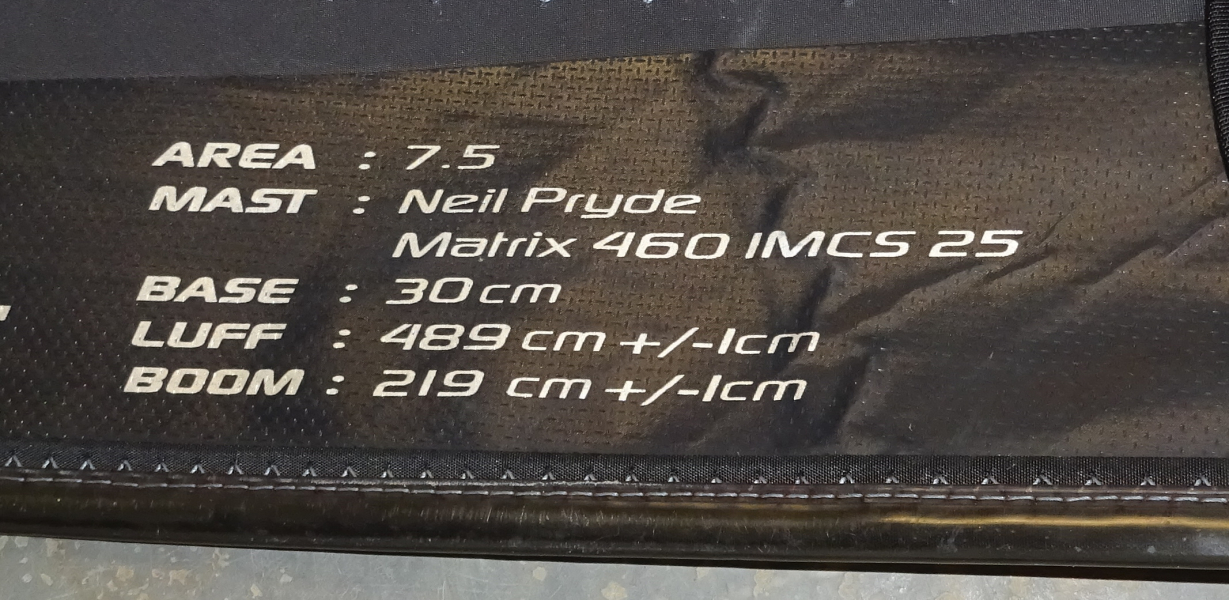 AREA : 7.5
MAST : Neil Pryde
Matrix 460 IMCS 25
BASE : 30cm
LUFF : 489 cm +/-1cm
BOOM : 219 cm +/-1cm